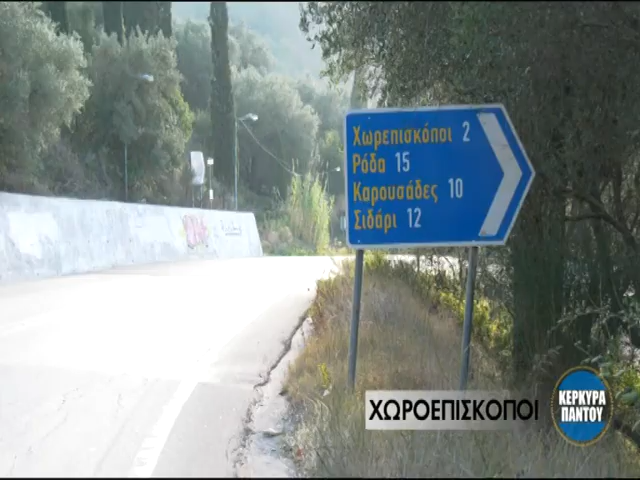 Χωρεπισκόποι 2
Ρόδα 15
Καρουσάδες 10
Σιδάρι 12
ΧΩΡΟΕΠΙΣΚΟΠΟΙ
ΚΕΡΚΥΡΑ
ΠΑΝΤΟΥ